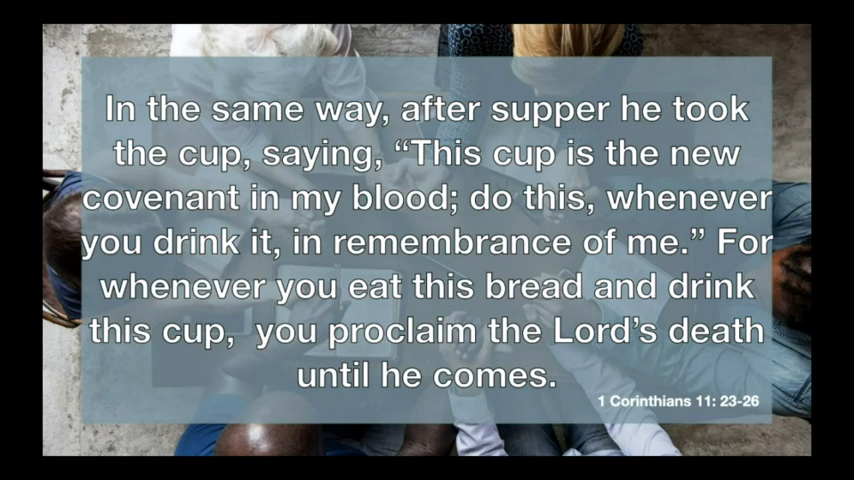 In the same way, after supper he took
the cup, saying, “This cup is the new
covenant in my blood; do this, whenever
you drink it, in remembrance of me.” For
whenever you eat this bread and drink
this cup,  you proclaim the Lord’s death
until he comes.
1 Corinthians 11: 23-26